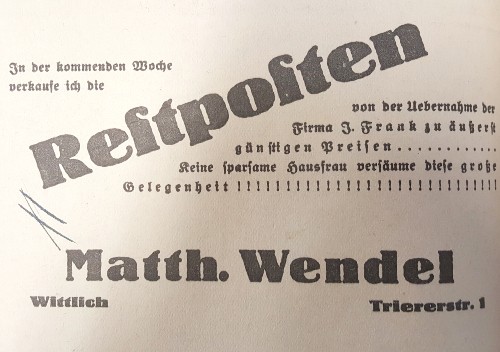 In der kommenden Woche
verkaufe ich die
Reſtpoſten
von der Uebernahme der
Firma J. Frank zu äußerſt
günſtigen Preiſen . . . . . . . . . . . .
Keine ſparſame Hausfrau verſäume dieſe große
Gelegenheit !!!!!!!!!!!!!!!!!!!!!!!!!!!!!!
Matth. Wendel
Wittlich Triererstr. 1